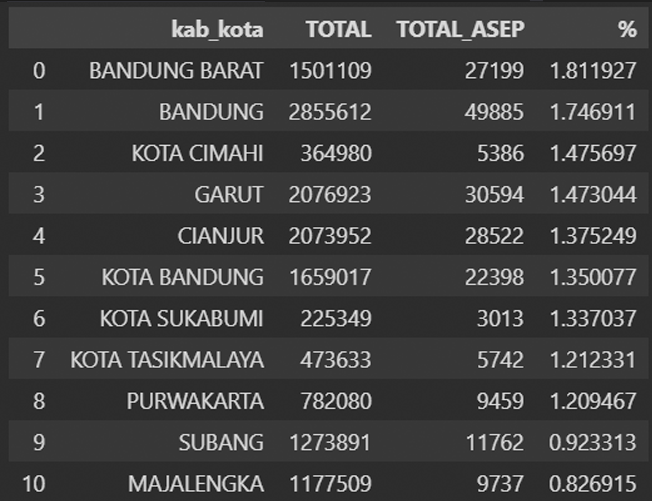 kab_kota TOTAL TOTAL_ASEP %
0 BANDUNG BARAT 1501109 27199 1.811927
1 BANDUNG 2855612 49885 1.746911
2 KOTA CIMAHI 364980 5386 1.475697
3 GARUT 2076923 30594 1.473044
4 CIANJUR 2073952 28522 1.375249
5 KOTA BANDUNG 1659017 22398 1.350077
6 KOTA SUKABUMI 225349 3013 1.337037
7 KOTA TASIKMALAYA 473633 5742 1.212331
8 PURWAKARTA 782080 9459 1.209467
9 SUBANG 1273891 11762 0.923313
10 MAJALENGKA 1177509 9737 0.826915